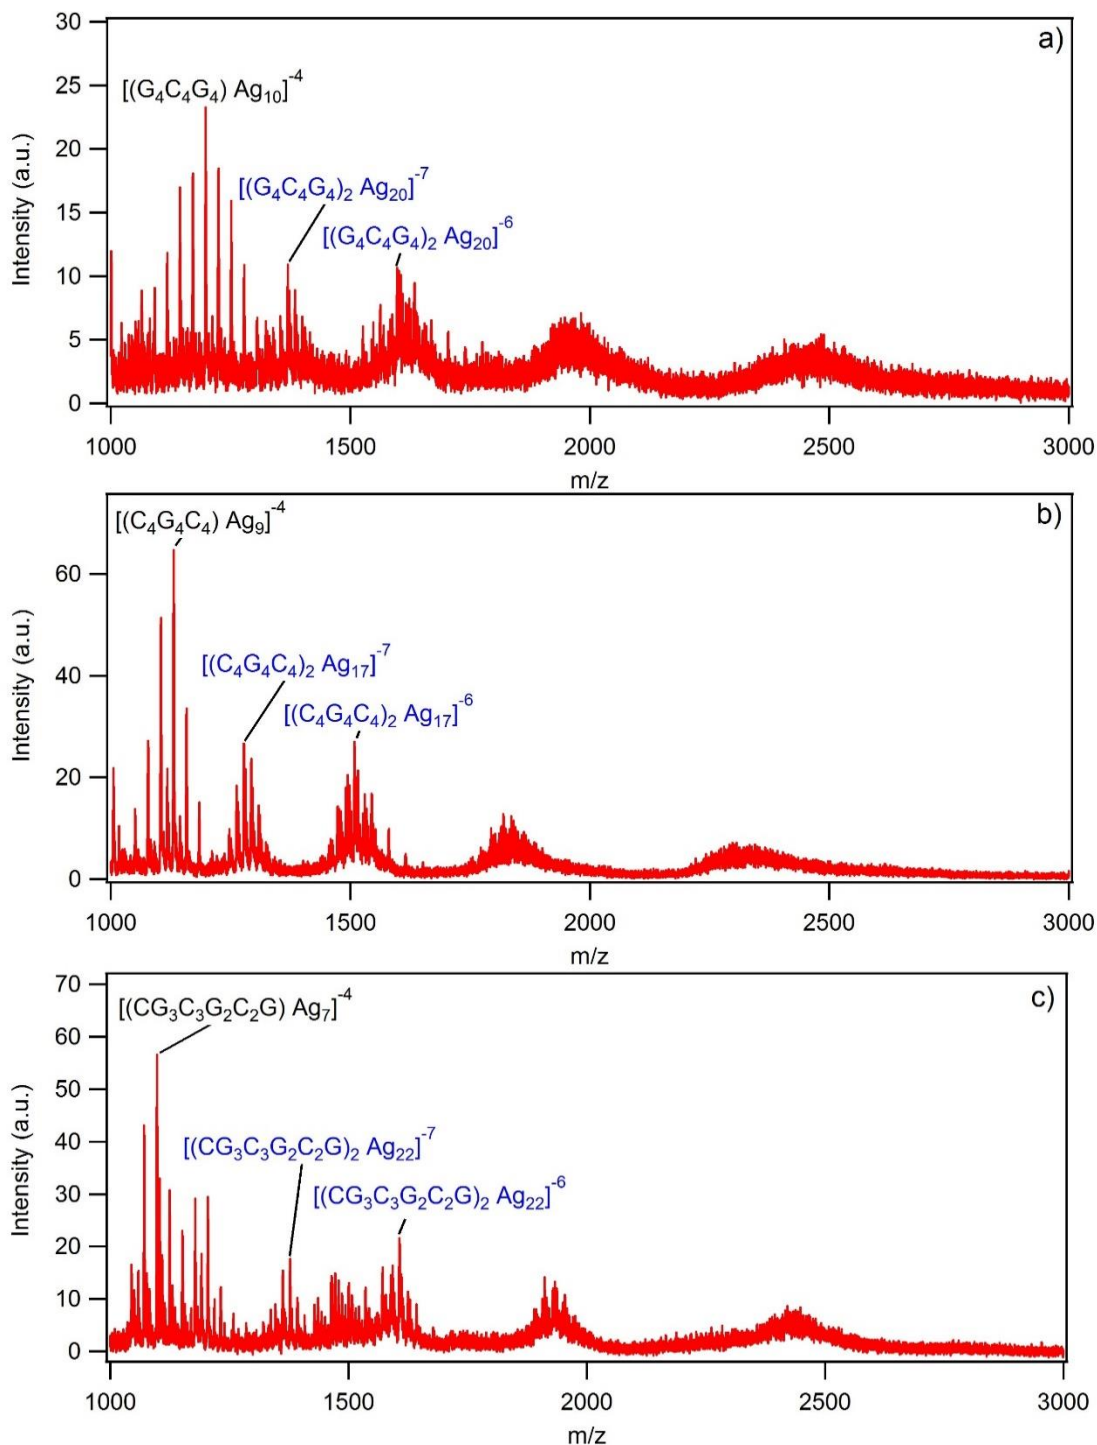 a)
30
25
20
15
10
5
0
Intensity (a.u.)
[(G₄C₄G₄) Ag₁₀]⁻⁴
[(G₄C₄G₄)₂ Ag₂₀]⁻⁷
[(G₄C₄G₄)₂ Ag₂₀]⁻⁶
1000 1500 2000 2500 3000
m/z
b)
60
40
20
0
Intensity (a.u.)
[(C₄G₄C₄) Ag₉]⁻⁴
[(C₄G₄C₄)₂ Ag₁₇]⁻⁷
[(C₄G₄C₄)₂ Ag₁₇]⁻⁶
1000 1500 2000 2500 3000
m/z
c)
70
60
50
40
30
20
10
0
Intensity (a.u.)
[(CG₃C₃G₂C₂G) Ag₇]⁻⁴
[(CG₃C₃G₂C₂G)₂ Ag₂₂]⁻⁷
[(CG₃C₃G₂C₂G)₂ Ag₂₂]⁻⁶
1000 1500 2000 2500 3000
m/z